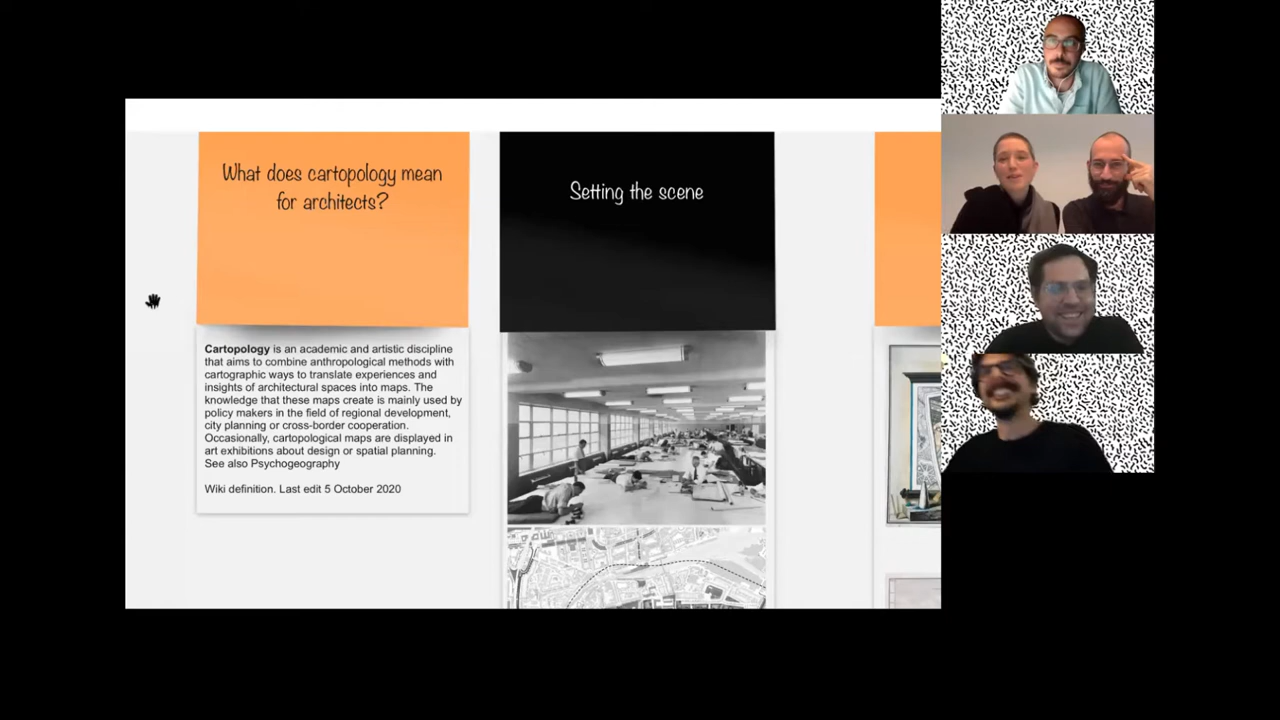 What does cartopology mean
for architects?
Cartopology is an academic and artistic discipline
that aims to combine anthropological methods with
cartographic ways to translate experiences and
insights of architectural spaces into maps. The
knowledge that these maps create is mainly used by
policy makers in the field of regional development,
city planning or cross-border cooperation.
Occasionally, cartopological maps are displayed in
art exhibitions about design or spatial planning.
See also Psychogeography
Wiki definition. Last edit 5 October 2020
Setting the scene